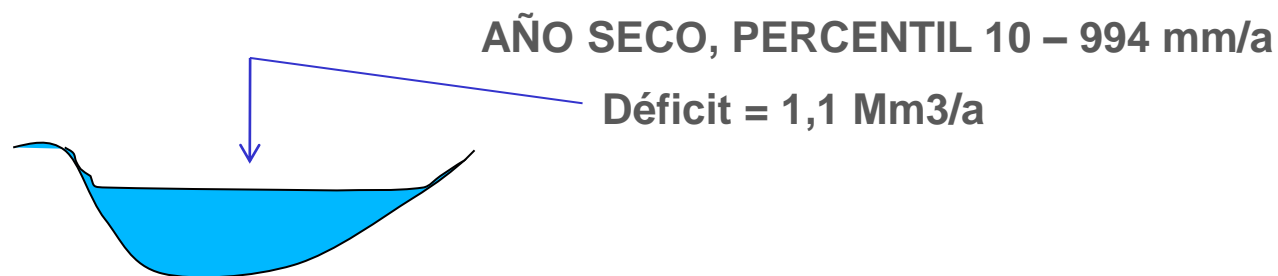 AÑO SECO, PERCENTIL 10 – 994 mm/a
Déficit = 1,1 Mm3/a